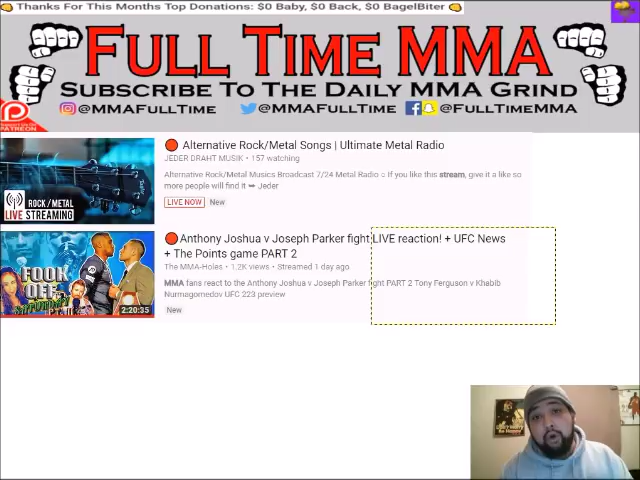 Thanks For This Months Top Donations: $0 Baby, $0 Back, $0 BagelBiter
FULL TIME MMA
SUBSCRIBE TO THE DAILY MMA GRIND
@MMAFULLTIME @MMAFULLTIME @FULLTIMEMMA
PATREON
Alternative Rock/Metal Songs | Ultimate Metal Radio
JEDER DRAHT MUSIK • 157 watching
Alternative Rock/Metal Musics Broadcast 7/24 Metal Radio ○ If you like this stream, give it a like so
more people will find it ➥ Jeder
LIVE NOW New
ROCK / METAL
LIVE STREAMING
Anthony Joshua v Joseph Parker fight LIVE reaction! + UFC News
+ The Points game PART 2
The MMA-Holes • 1.2K views • Streamed 1 day ago
MMA fans react to the Anthony Joshua v Joseph Parker fight PART 2 Tony Ferguson v Khabib
Nurmagomedov UFC 223 preview
New
FOOK
OFF
2:20:35